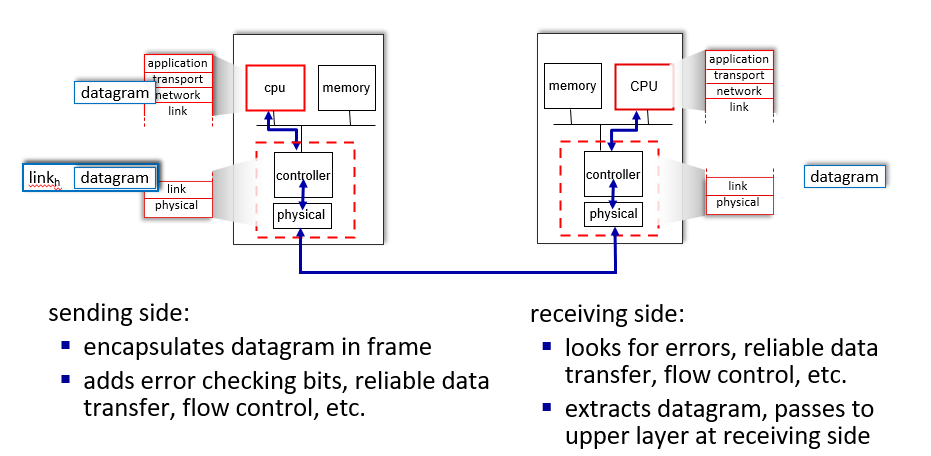 application
transport
network
link
datagram
cpu
memory
link_h datagram
link
physical
controller
physical
memory
CPU
application
transport
network
link
controller
physical
link
physical
datagram
sending side:
encapsulates datagram in frame
adds error checking bits, reliable data
transfer, flow control, etc.
receiving side:
looks for errors, reliable data
transfer, flow control, etc.
extracts datagram, passes to
upper layer at receiving side